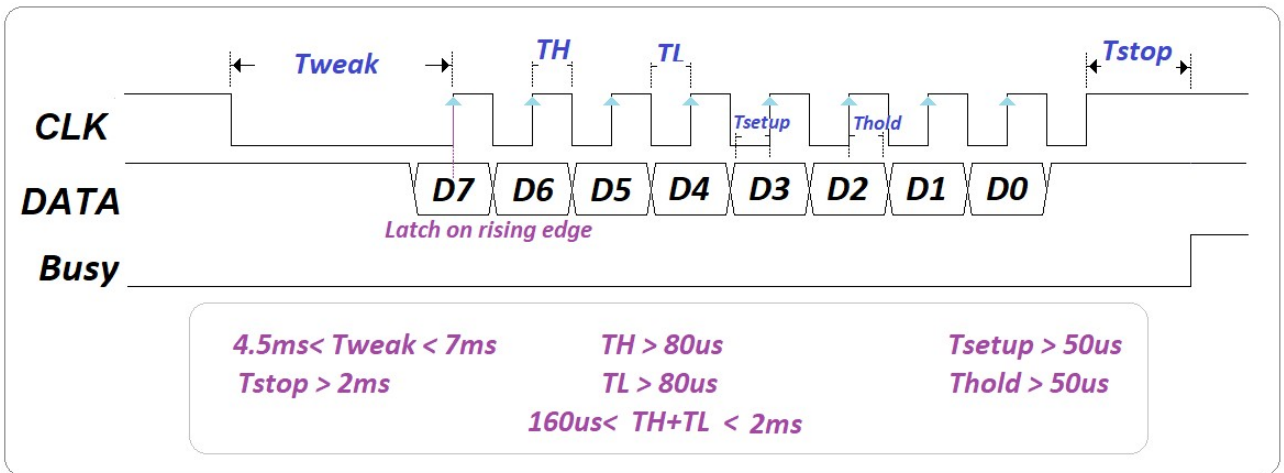 Tweak TH TL Tstop
CLK
Tsetup Thold
DATA D7 D6 D5 D4 D3 D2 D1 D0
Latch on rising edge
Busy
4.5ms< Tweak < 7ms TH > 80us Tsetup > 50us
Tstop > 2ms TL > 80us Thold > 50us
160us< TH+TL < 2ms